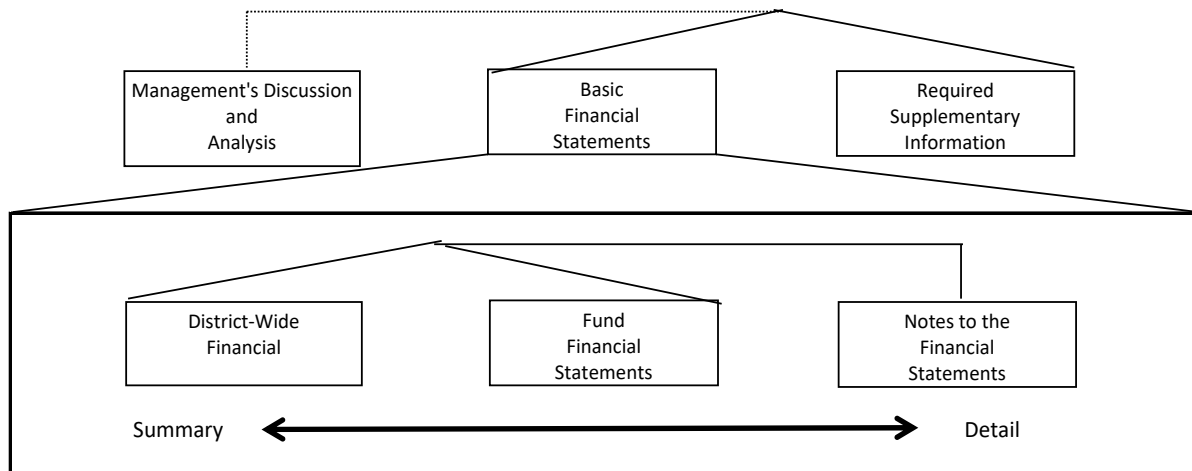 Management's Discussion
and
Analysis
Basic
Financial
Statements
Required
Supplementary
Information
District-Wide
Financial
Fund
Financial
Statements
Notes to the
Financial
Statements
Summary
Detail